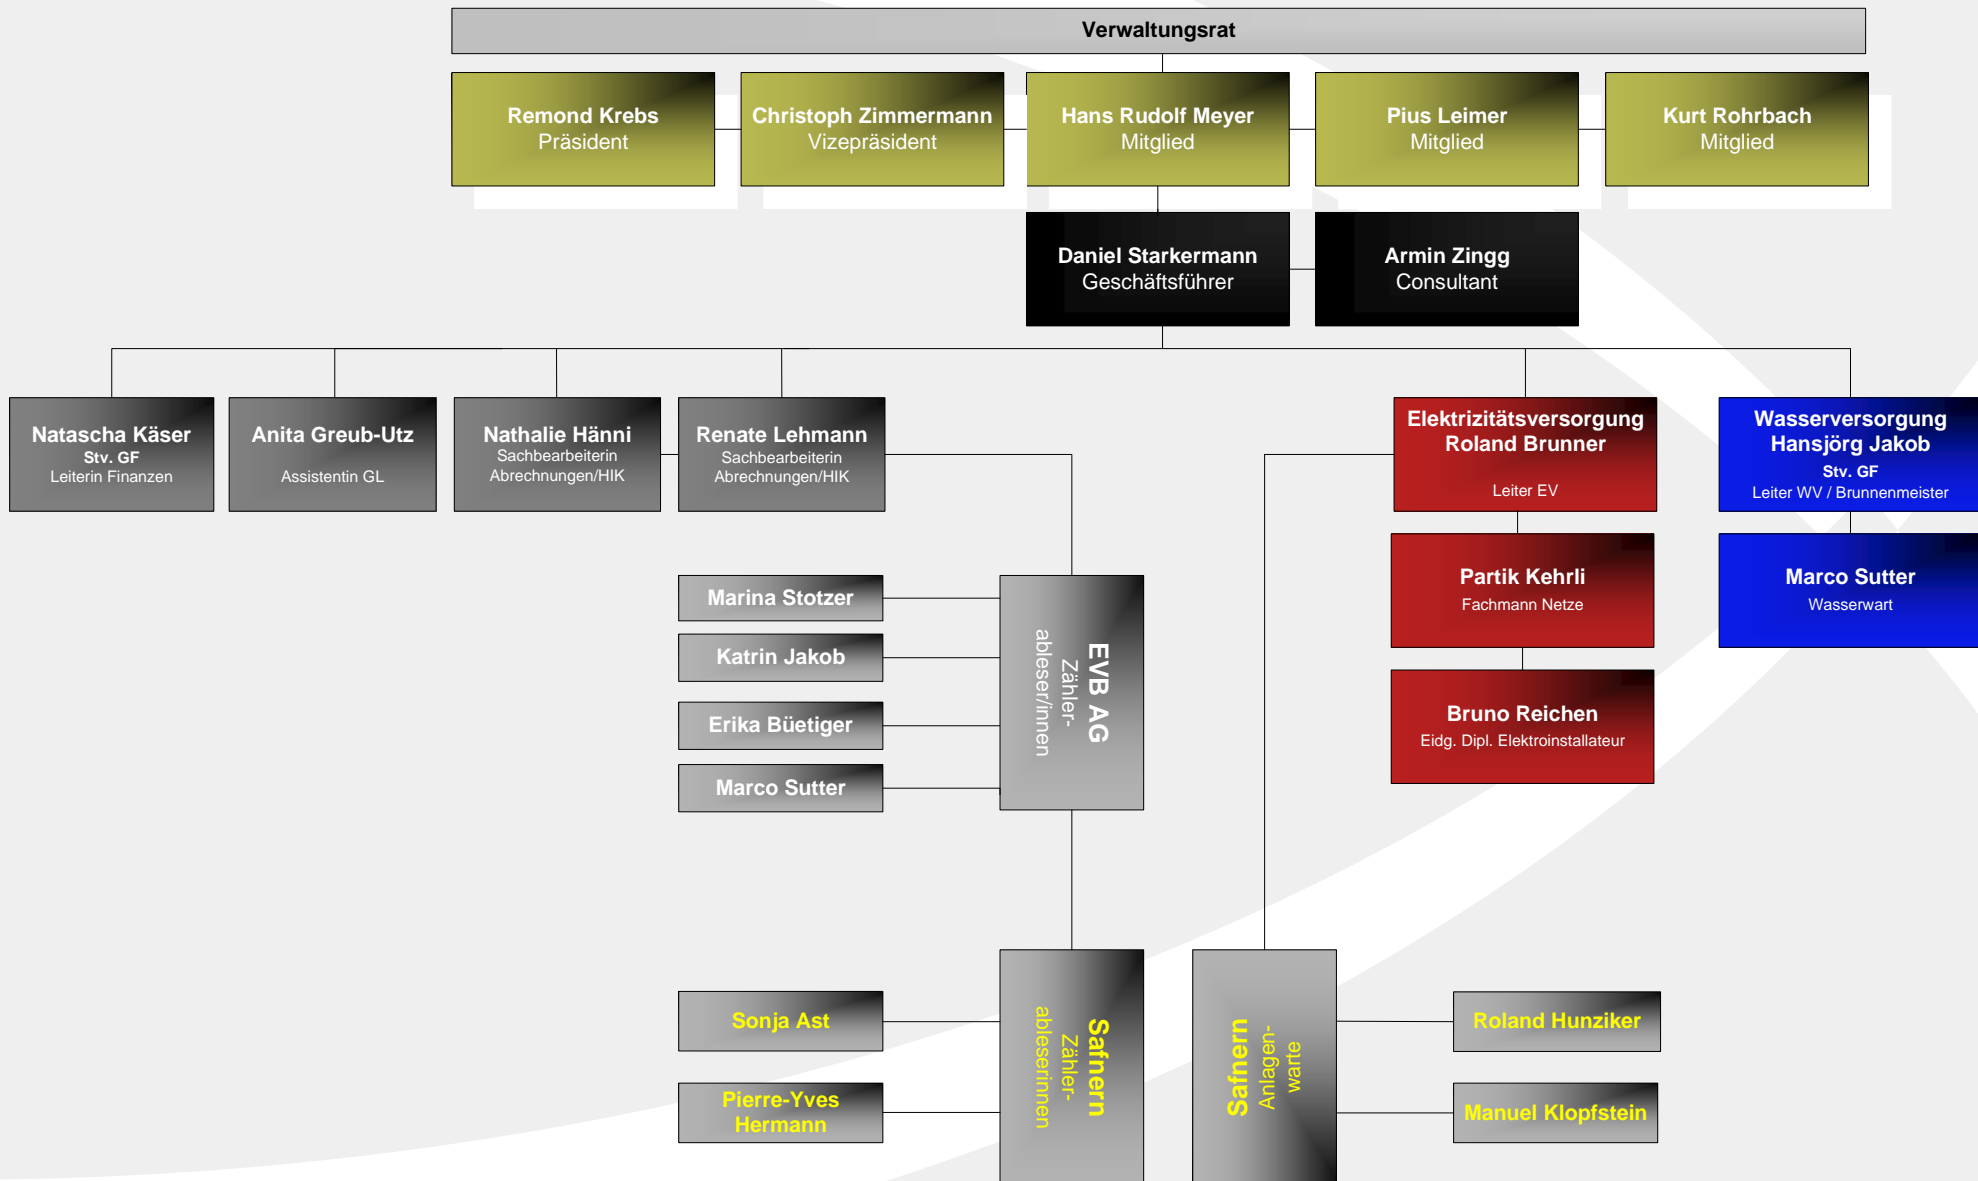 Verwaltungsrat
Remond Krebs
Präsident
Christoph Zimmermann
Vizepräsident
Hans Rudolf Meyer
Mitglied
Pius Leimer
Mitglied
Kurt Rohrbach
Mitglied
Daniel Starkermann
Geschäftsführer
Armin Zingg
Consultant
Natascha Käser
Stv. GF
Leiterin Finanzen
Anita Greub-Utz
Assistentin GL
Nathalie Hänni
Sachbearbeiterin
Abrechnungen/HIK
Renate Lehmann
Sachbearbeiterin
Abrechnungen/HIK
Elektrizitätsversorgung
Roland Brunner
Leiter EV
Wasserversorgung
Hansjörg Jakob
Stv. GF
Leiter WV / Brunnenmeister
Partik Kehrli
Fachmann Netze
Marco Sutter
Wasserwart
Bruno Reichen
Eidg. Dipl. Elektroinstallateur
Marina Stotzer
Katrin Jakob
Erika Büetiger
Marco Sutter
EVB AG
Zähler-
ableser/innen
Sonja Ast
Pierre-Yves
Hermann
Safnern
Zähler-
ableserinnen
Safnern
Anlagen-
warte
Roland Hunziker
Manuel Klopfstein